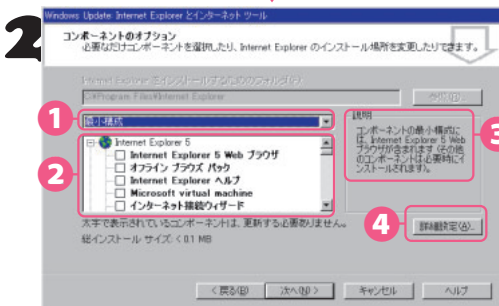 2
Windows Update Internet Explorer とインターネット ツール
コンポーネントのオプション
必要なだけコンポーネントを選択したり、Internet Explorer のインストール場所を変更したりできます。
Internet Explorer をインストールするためのフォルダ(F)
C:¥Program Files¥Internet Explorer
参照(R)...
1
最小構成
説明
コンポーネントの最小構成に
は、Internet Explorer 5 Web
ブラウザが含まれます (その他
のコンポーネントは必要時にイ
ンストールされます)。
3
2
Internet Explorer 5
Internet Explorer 5 Web ブラウザ
オフライン ブラウズ パック
Internet Explorer ヘルプ
Microsoft virtual machine
インターネット接続ウィザード
太字で表示されているコンポーネントは、更新する必要ありません。
総インストール サイズ: < 0.1 MB
4
詳細設定(A)...
< 戻る(B)
次へ(N) >
キャンセル
ヘルプ